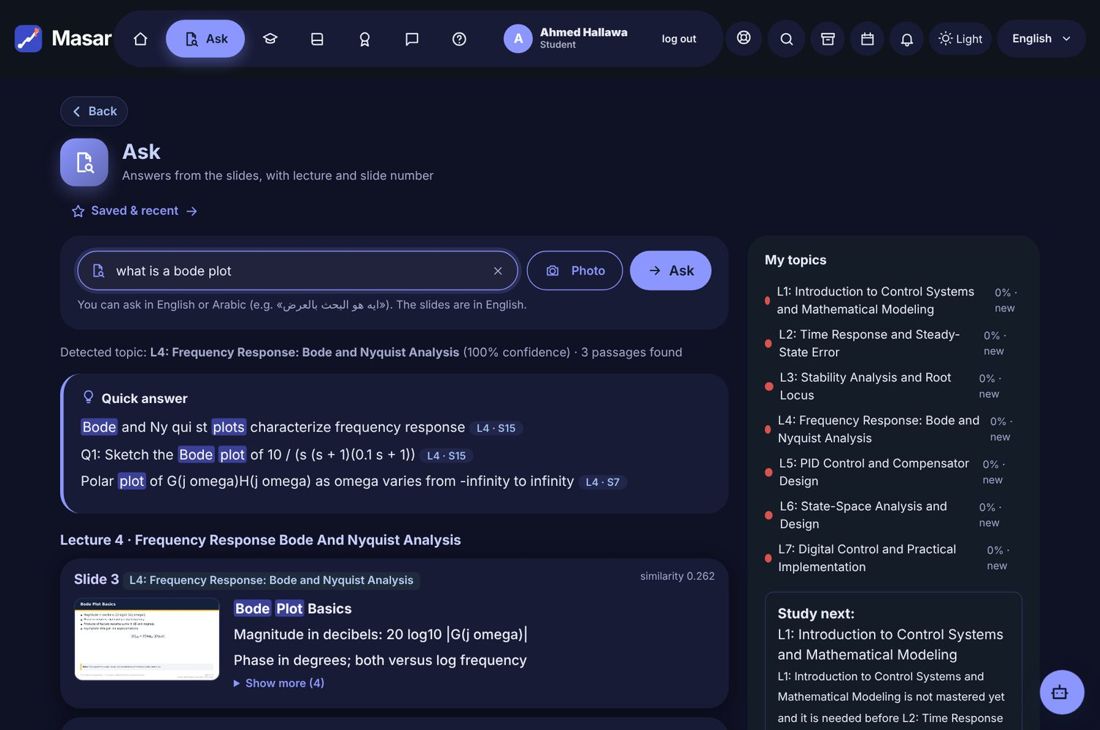 Masar
Ask
A
Ahmed Hallawa
Student
log out
Light
English
Back
Ask
Answers from the slides, with lecture and slide number
Saved & recent →
what is a bode plot
Photo
→ Ask
You can ask in English or Arabic (e.g. «ايه هو البحث بالعرض»). The slides are in English.
Detected topic: L4: Frequency Response: Bode and Nyquist Analysis (100% confidence) · 3 passages found
Quick answer
Bode and Ny qui st plots characterize frequency response L4 · S15
Q1: Sketch the Bode plot of 10 / (s (s + 1)(0.1 s + 1)) L4 · S15
Polar plot of G(j omega)H(j omega) as omega varies from -infinity to infinity L4 · S7
Lecture 4 · Frequency Response Bode And Nyquist Analysis
Slide 3 L4: Frequency Response: Bode and Nyquist Analysis
similarity 0.262
Bode Plot Basics
Bode Plot Basics
Magnitude in decibels: 20 log10 |G(j omega)|
Phase in degrees; both versus log frequency
Show more (4)
My topics
L1: Introduction to Control Systems and Mathematical Modeling
0% · new
L2: Time Response and Steady-State Error
0% · new
L3: Stability Analysis and Root Locus
0% · new
L4: Frequency Response: Bode and Nyquist Analysis
0% · new
L5: PID Control and Compensator Design
0% · new
L6: State-Space Analysis and Design
0% · new
L7: Digital Control and Practical Implementation
0% · new
Study next:
L1: Introduction to Control Systems
and Mathematical Modeling
L1: Introduction to Control Systems and
Mathematical Modeling is not mastered yet
and it is needed before L2: Time Response